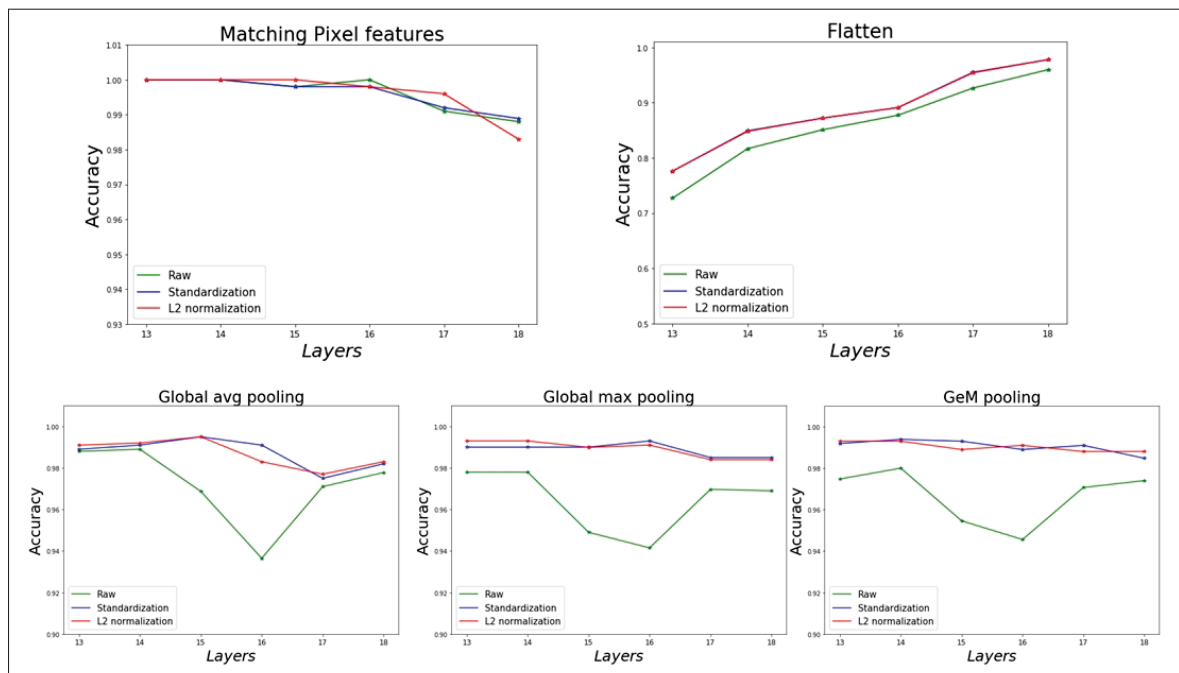 Matching Pixel features
1.01
1.00
0.99
0.98
0.97
0.96
0.95
0.94
0.93
Accuracy
Raw
Standardization
L2 normalization
13 14 15 16 17 18
Layers
Flatten
1.0
0.9
0.8
0.7
0.6
0.5
Accuracy
Raw
Standardization
L2 normalization
13 14 15 16 17 18
Layers
Global avg pooling
1.00
0.98
0.96
0.94
0.92
0.90
Accuracy
Raw
Standardization
L2 normalization
13 14 15 16 17 18
Layers
Global max pooling
1.00
0.98
0.96
0.94
0.92
0.90
Accuracy
Raw
Standardization
L2 normalization
13 14 15 16 17 18
Layers
GeM pooling
1.00
0.98
0.96
0.94
0.92
0.90
Accuracy
Raw
Standardization
L2 normalization
13 14 15 16 17 18
Layers